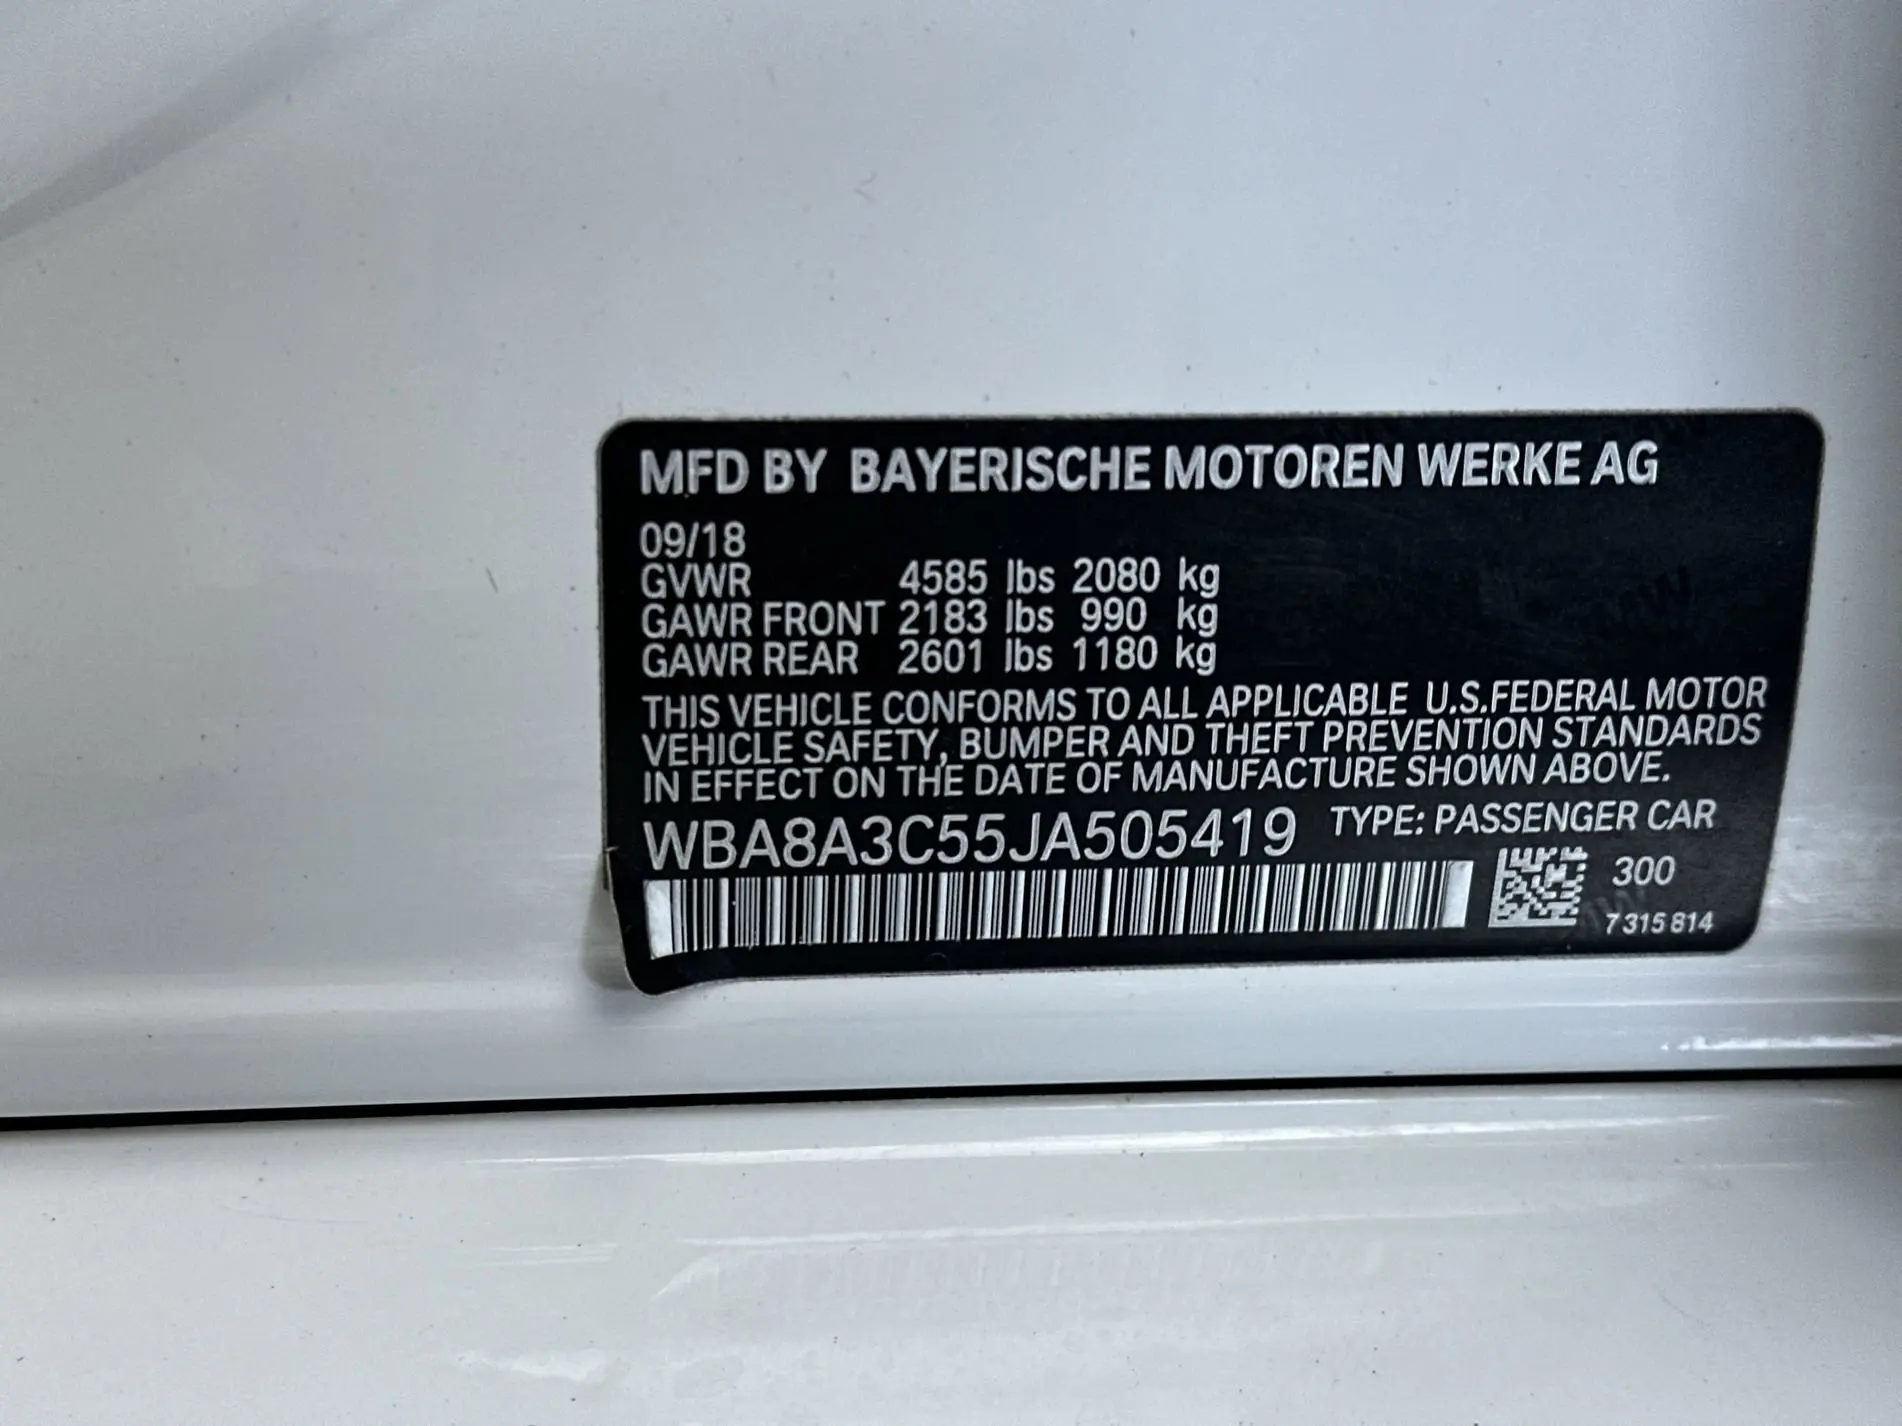 MFD BY BAYERISCHE MOTOREN WERKE AG
09/18
GVWR 4585 lbs 2080 kg
GAWR FRONT 2183 lbs 990 kg
GAWR REAR 2601 lbs 1180 kg
THIS VEHICLE CONFORMS TO ALL APPLICABLE U.S.FEDERAL MOTOR
VEHICLE SAFETY, BUMPER AND THEFT PREVENTION STANDARDS
IN EFFECT ON THE DATE OF MANUFACTURE SHOWN ABOVE.
WBA8A3C55JA505419 TYPE: PASSENGER CAR
300
7 315 814